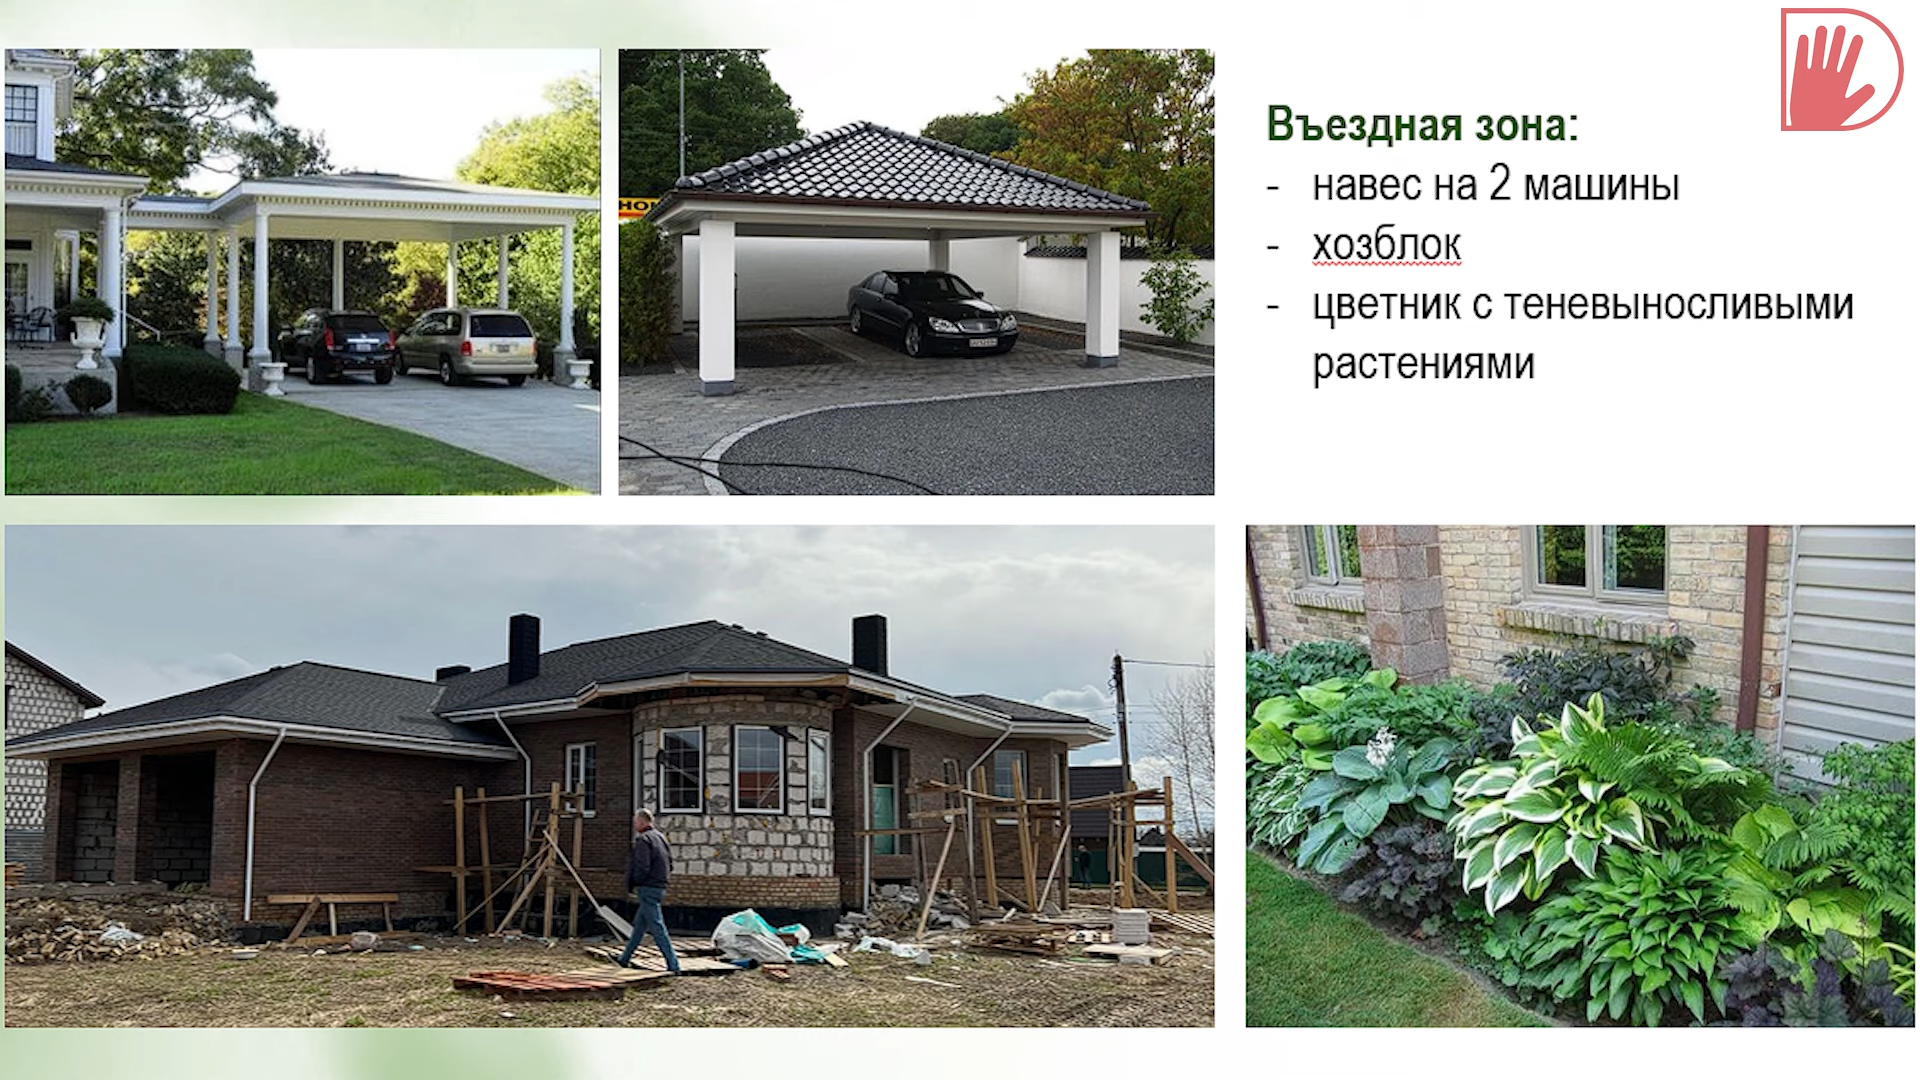 Въездная зона:
- навес на 2 машины
- хозблок
- цветник с теневыносливыми
растениями